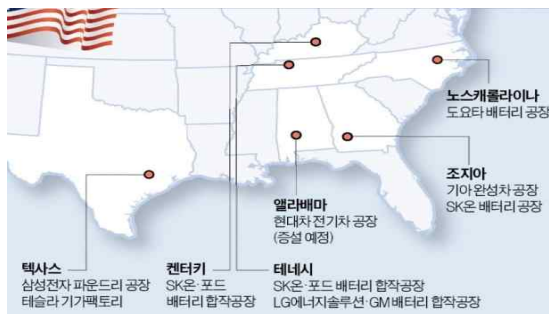 노스캐롤라이나
도요타 배터리 공장
조지아
기아 완성차 공장
SK온 배터리 공장
앨라배마
현대차 전기차 공장
(증설 예정)
텍사스
삼성전자 파운드리 공장
테슬라 기가팩토리
켄터키
SK온·포드
배터리 합작공장
테네시
SK온·포드 배터리 합작공장
LG에너지솔루션·GM 배터리 합작공장